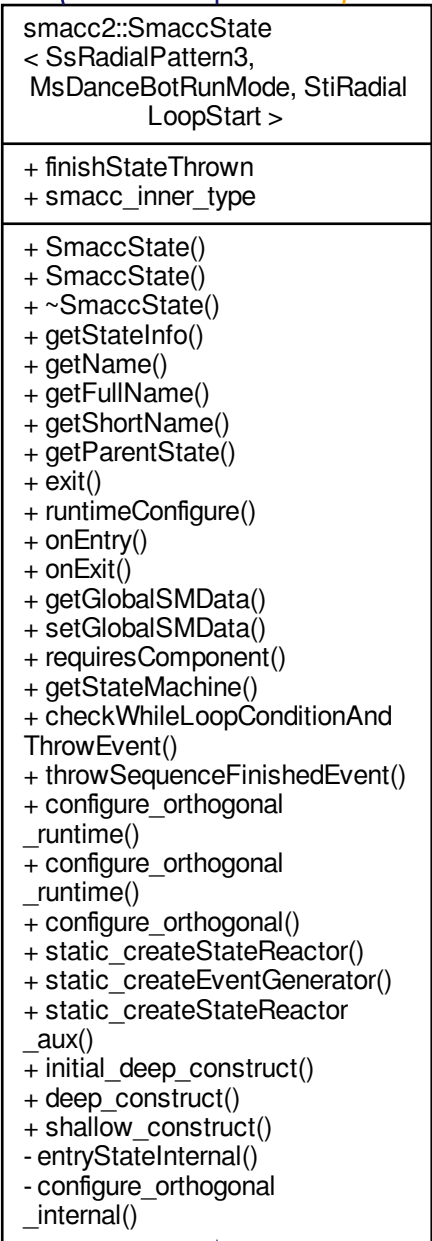 smacc2::SmaccState
< SsRadialPattern3,
MsDanceBotRunMode, StiRadial
LoopStart >
+ finishStateThrown
+ smacc_inner_type
+ SmaccState()
+ SmaccState()
+ ~SmaccState()
+ getStateInfo()
+ getName()
+ getFullName()
+ getShortName()
+ getParentState()
+ exit()
+ runtimeConfigure()
+ onEntry()
+ onExit()
+ getGlobalSMData()
+ setGlobalSMData()
+ requiresComponent()
+ getStateMachine()
+ checkWhileLoopConditionAnd
ThrowEvent()
+ throwSequenceFinishedEvent()
+ configure_orthogonal
_runtime()
+ configure_orthogonal
_runtime()
+ configure_orthogonal()
+ static_createStateReactor()
+ static_createEventGenerator()
+ static_createStateReactor
_aux()
+ initial_deep_construct()
+ deep_construct()
+ shallow_construct()
- entryStateInternal()
- configure_orthogonal
_internal()